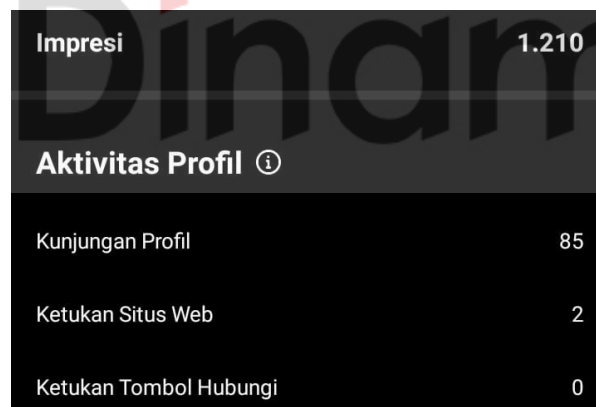 Impresi 1.210
Aktivitas Profil
Kunjungan Profil 85
Ketukan Situs Web 2
Ketukan Tombol Hubungi 0